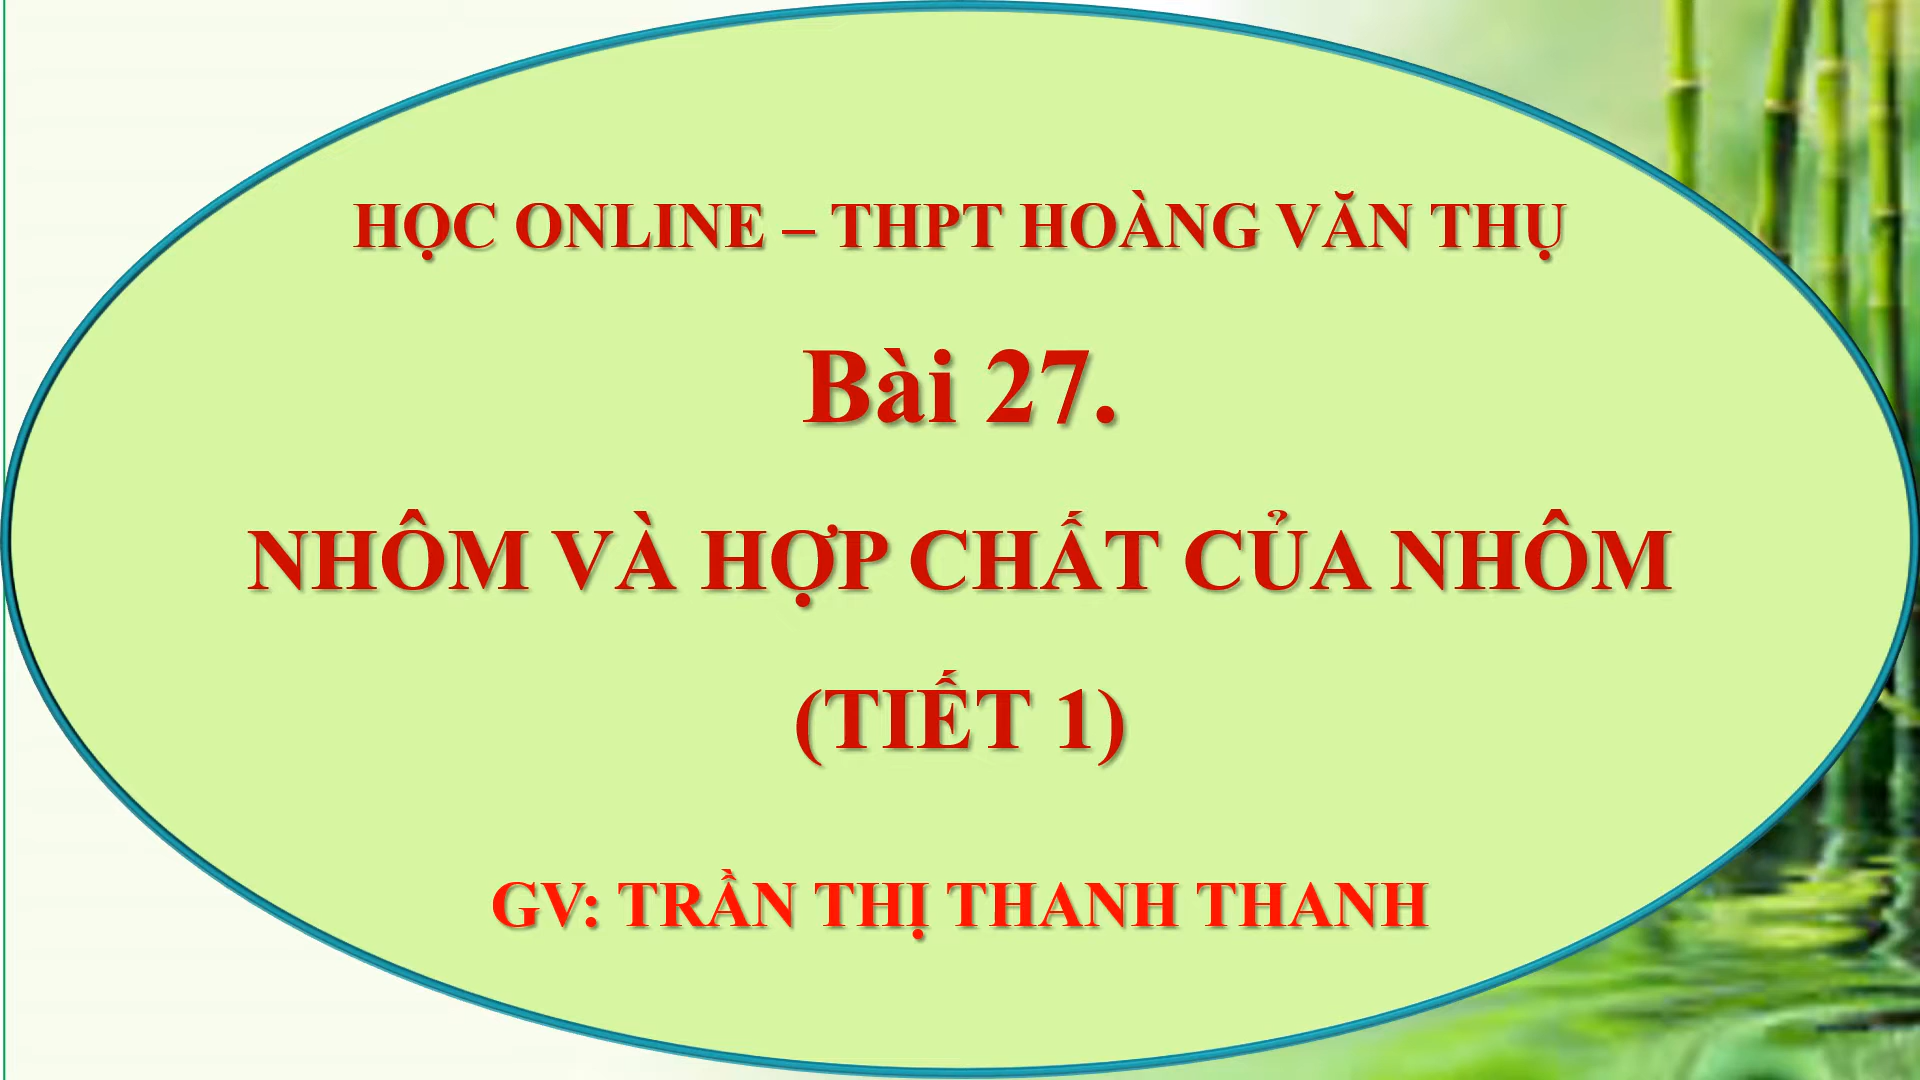 HỌC ONLINE – THPT HOÀNG VĂN THỤ
Bài 27.
NHÔM VÀ HỢP CHẤT CỦA NHÔM
(TIẾT 1)
GV: TRẦN THỊ THANH THANH